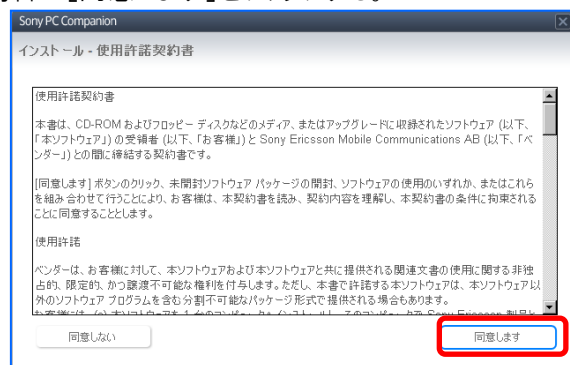 Sony PC Companion
インストール - 使用許諾契約書
使用許諾契約書
本書は、CD-ROM およびフロッピー ディスクなどのメディア、またはアップグレードに収録されたソフトウェア (以下、
「本ソフトウェア」) の受領者 (以下、「お客様」) と Sony Ericsson Mobile Communications AB (以下、「ベ
ンダー」) との間に締結する契約書です。
[同意します] ボタンのクリック、未開封ソフトウェア パッケージの開封、ソフトウェアの使用のいずれか、またはこれら
を組み合わせて行うことにより、お客様は、本契約書を読み、契約内容を理解し、本契約書の条件に拘束される
ことに同意することとします。
使用許諾
ベンダーは、お客様に対して、本ソフトウェアおよび本ソフトウェアと共に提供される関連文書の使用に関する非独
占的、限定的、かつ譲渡不可能な権利を付与します。ただし、本書で許諾する本ソフトウェアは、本ソフトウェア以
外のソフトウェア プログラムを含む分割不可能なパッケージ形式で提供される場合もあります。
同意しない
同意します